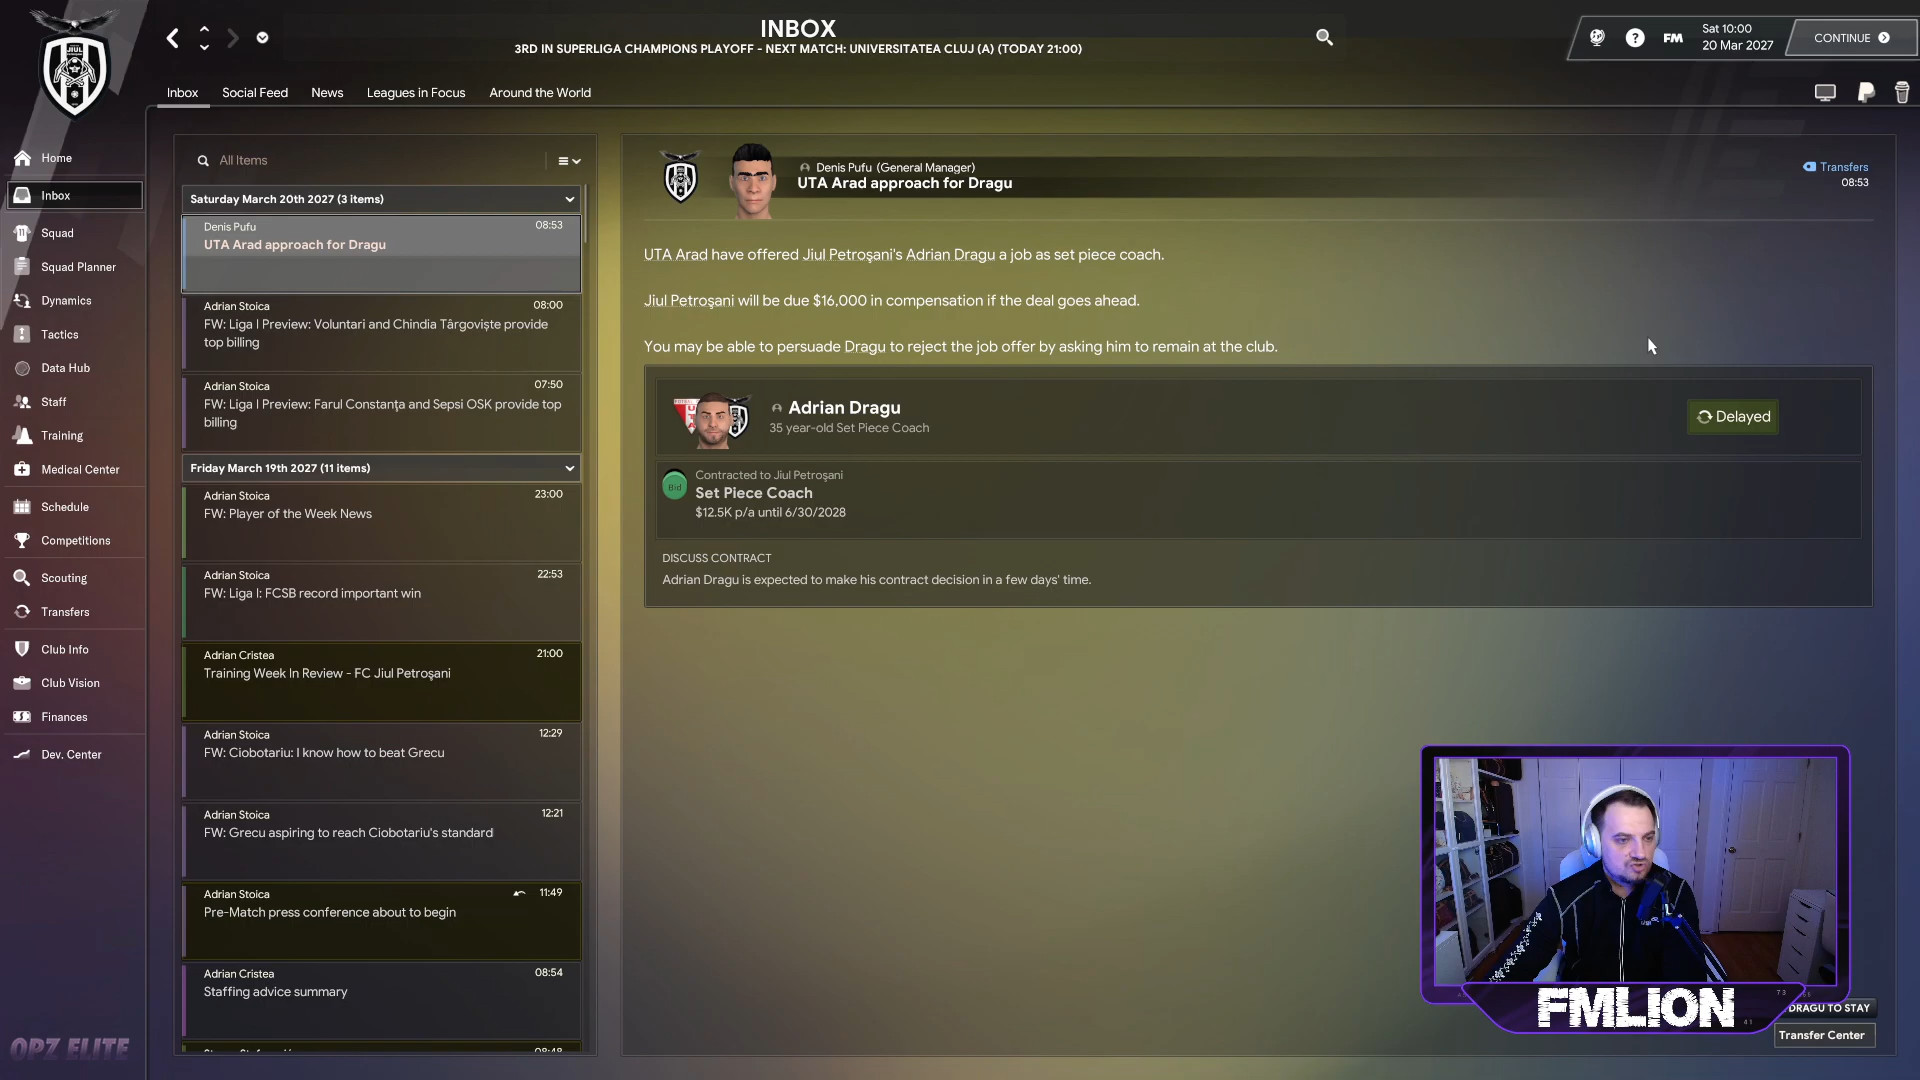 INBOX
3RD IN SUPERLIGA CHAMPIONS PLAYOFF - NEXT MATCH: UNIVERSITATEA CLUJ (A) (TODAY 21:00)
FM
Sat 10:00
20 Mar 2027
CONTINUE
Inbox
Social Feed
News
Leagues in Focus
Around the World
Home
Inbox
Squad
Squad Planner
Dynamics
Tactics
Data Hub
Staff
Training
Medical Center
Schedule
Competitions
Scouting
Transfers
Club Info
Club Vision
Finances
Dev. Center
OPZ ELITE
All Items
Saturday March 20th 2027 (3 items)
Denis Pufu 08:53
UTA Arad approach for Dragu
Adrian Stoica 08:00
FW: Liga I Preview: Voluntari and Chindia Târgoviște provide
top billing
Adrian Stoica 07:50
FW: Liga I Preview: Farul Constanţa and Sepsi OSK provide top
billing
Friday March 19th 2027 (11 items)
Adrian Stoica 23:00
FW: Player of the Week News
Adrian Stoica 22:53
FW: Liga I: FCSB record important win
Adrian Cristea 21:00
Training Week In Review - FC Jiul Petroşani
Adrian Stoica 12:29
FW: Ciobotariu: I know how to beat Grecu
Adrian Stoica 12:21
FW: Grecu aspiring to reach Ciobotariu's standard
Adrian Stoica 11:49
Pre-Match press conference about to begin
Adrian Cristea 08:54
Staffing advice summary
Denis Pufu (General Manager)
UTA Arad approach for Dragu
Transfers
08:53
UTA Arad have offered Jiul Petroşani's Adrian Dragu a job as set piece coach.
Jiul Petroşani will be due $16,000 in compensation if the deal goes ahead.
You may be able to persuade Dragu to reject the job offer by asking him to remain at the club.
Adrian Dragu
35 year-old Set Piece Coach
Delayed
Bid
Contracted to Jiul Petroşani
Set Piece Coach
$12.5K p/a until 6/30/2028
DISCUSS CONTRACT
Adrian Dragu is expected to make his contract decision in a few days' time.
FMLION
DRAGU TO STAY
Transfer Center